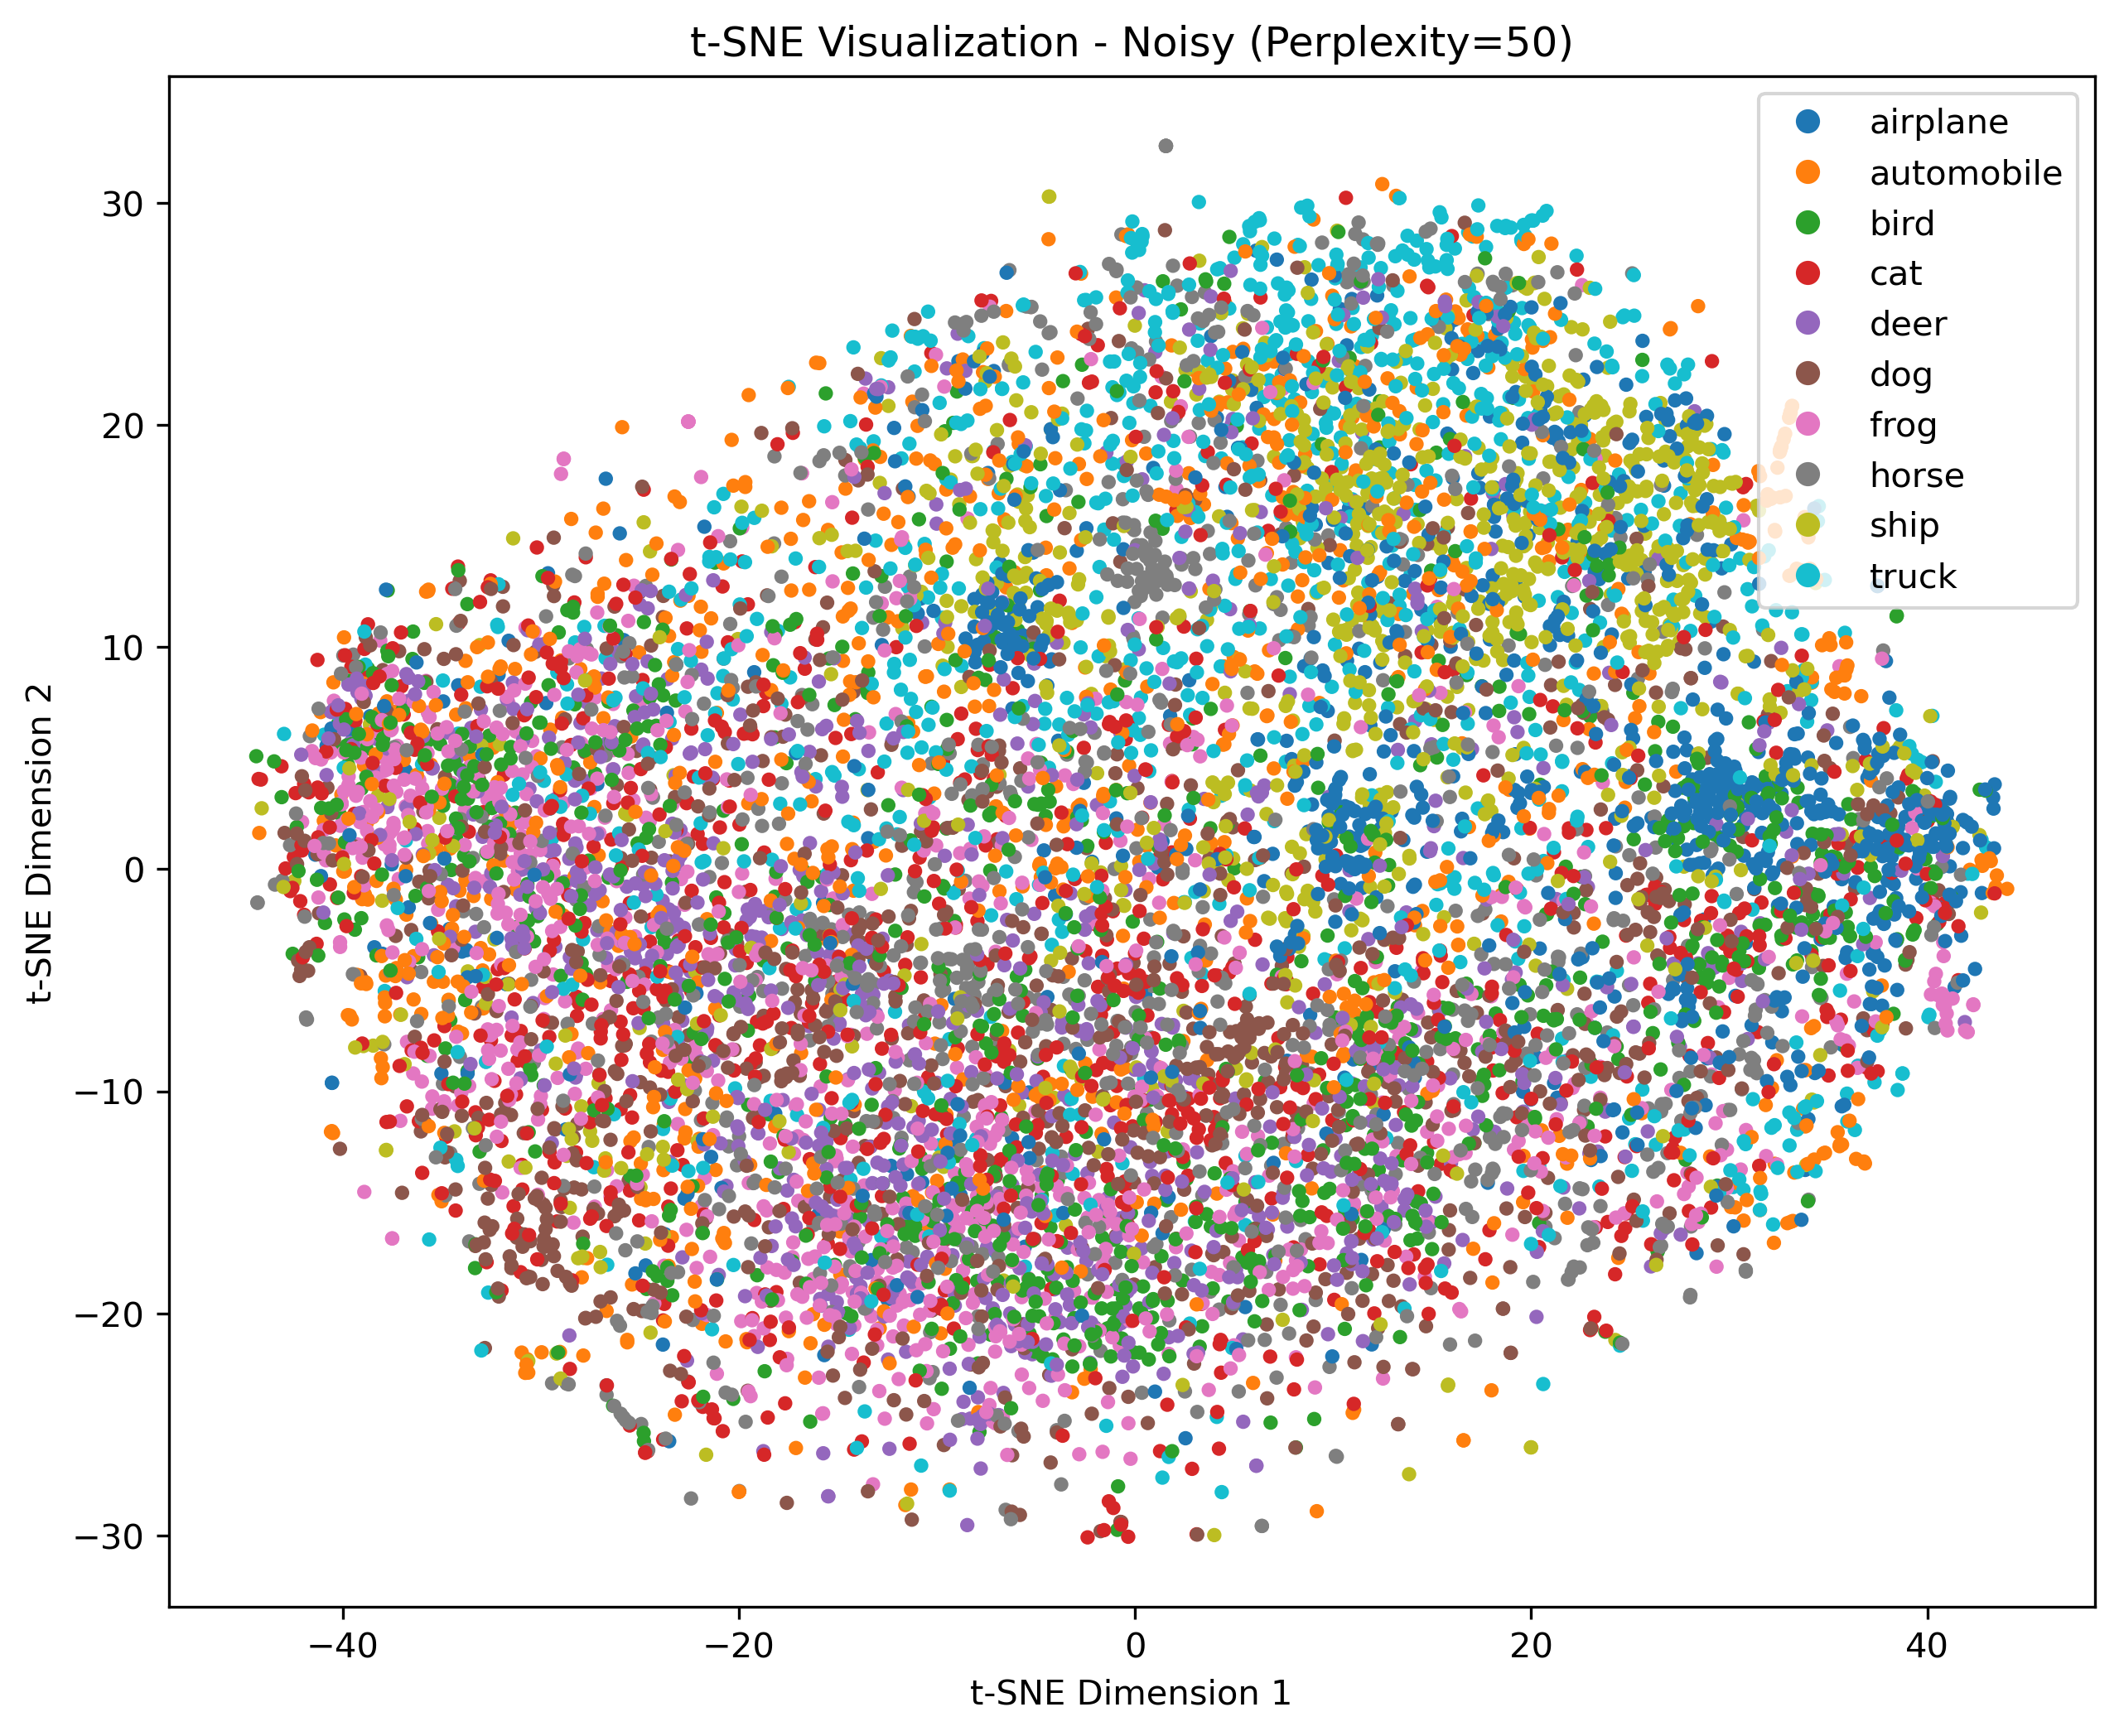 t-SNE Visualization - Noisy (Perplexity=50)
airplane
automobile
bird
cat
deer
dog
frog
horse
ship
truck
30
20
10
0
−10
−20
−30
t-SNE Dimension 2
−40
−20
0
20
40
t-SNE Dimension 1